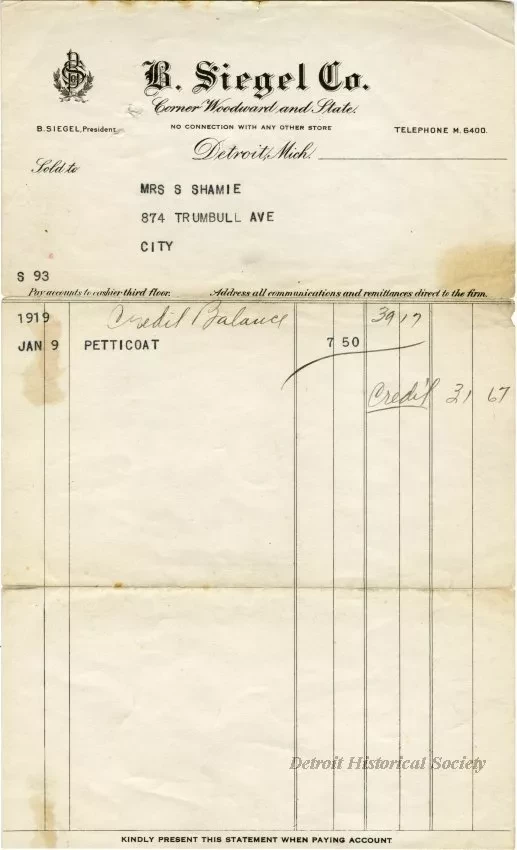 B. Siegel Co.
Corner Woodward and State.
B. SIEGEL, President. NO CONNECTION WITH ANY OTHER STORE TELEPHONE M. 6400.
Detroit, Mich.
Sold to
MRS S SHAMIE
874 TRUMBULL AVE
CITY
S 93
Pay accounts to cashier third floor. Address all communications and remittances direct to the firm.
1919 Credit Balance 39 17
JAN 9 PETTICOAT 7 50
Credit 31 67
Detroit Historical Society
KINDLY PRESENT THIS STATEMENT WHEN PAYING ACCOUNT